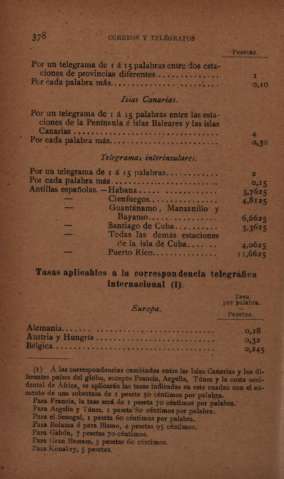 378 CORREOS Y TELÉGRAFOS
Pesetas.
Por un telegrama de 1 á 15 palabras entre dos esta-
ciones de provincias diferentes 1
Por cada palabra más 0,10
Islas Canarias.
Por un telegrama de 1 á 15 palabras entre las esta-
ciones de la Península é islas Baleares y las islas
Canarias 4
Por cada palabra más 0,30
Telegramas interinsulares.
Por un telegrama de 1 á 15 palabras 2
Por cada palabra más 0,15
Antillas españolas.—Habana 3,7625
— Cienfuegos 4,8125
— Guantánamo, Manzanillo y
Bayamo 6,6625
— Santiago de Cuba 5,3625
— Todas las demás estaciones
de la isla de Cuba 4,0625
— Puerto Rico 11,6625
Tasas aplicables á la correspondencia telegráfica
internacional (1).
Europa.
Tasa
por palabra.
—
Pesetas.
Alemania 0,28
Austria y Hungría 0,32
Bélgica 0,245
(1) Á las correspondencias cambiadas entre las Islas Canarias y los di-
ferentes países del globo, excepto Francia, Argelia, Túnez y la costa occi-
dental de África, se aplicarán las tasas indicadas en este cuadro con el au-
mento de una sobretasa de 1 peseta 50 céntimos por palabra.
Para Francia, la tasa será de 1 peseta 70 céntimos por palabra.
Para Argelia y Túnez, 1 peseta 80 céntimos por palabra.
Para el Senegal, 1 peseta 60 céntimos por palabra.
Para Bolama ó para Bissao, 2 pesetas 95 céntimos.
Para Gabón, 7 pesetas 70 céntimos.
Para Gran Bassam, 5 pesetas 60 céntimos.
Para Konakry, 5 pesetas.